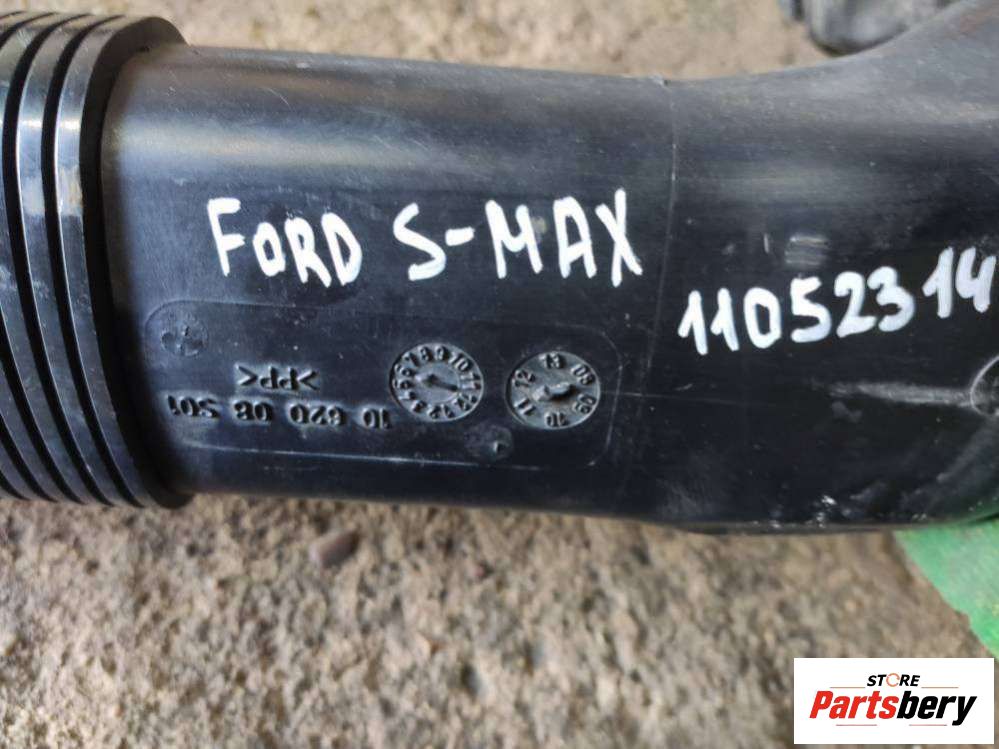 FORD S-MAX
11052314
>PP<
10 620 08 S01
STORE
Partsbery